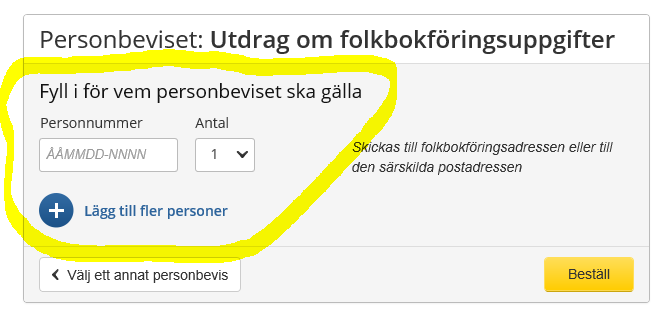 Personbeviset: Utdrag om folkbokföringsuppgifter
Fyll i för vem personbeviset ska gälla
Personnummer Antal
ÅÅMMDD-NNNN 1
Skickas till folkbokföringsadressen eller till
den särskilda postadressen
Lägg till fler personer
Välj ett annat personbevis Beställ